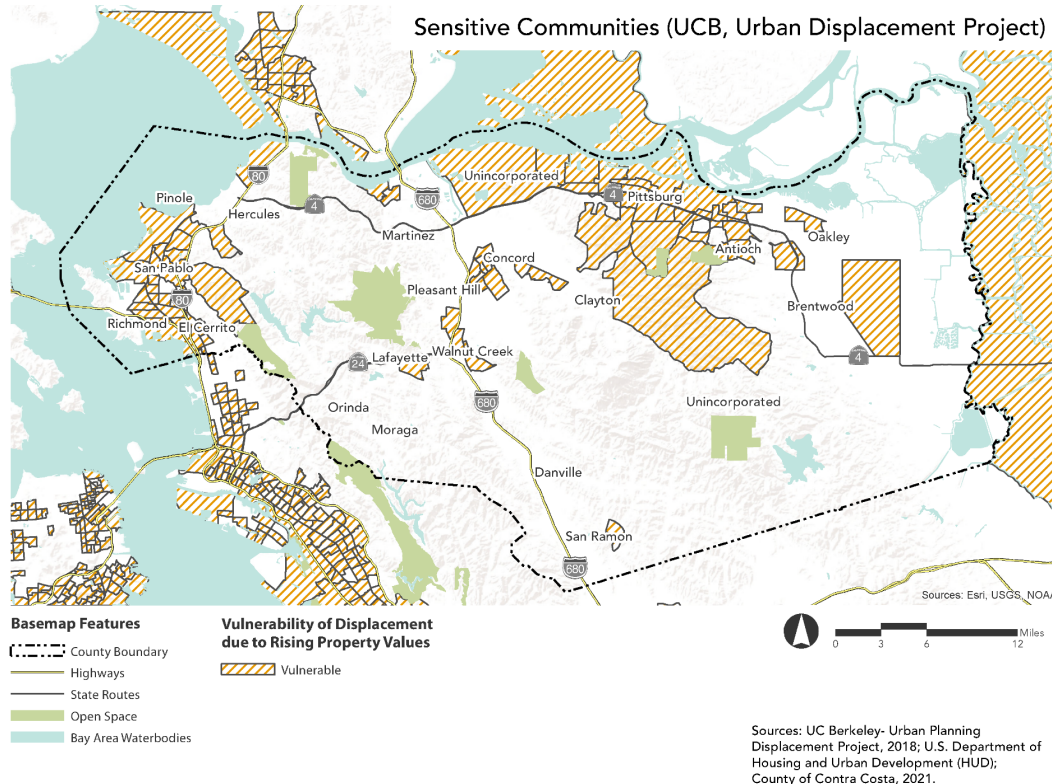 Sensitive Communities (UCB, Urban Displacement Project)
Unincorporated
80
Pinole
4
680
4
Pittsburg
Hercules
Martinez
Oakley
Antioch
San Pablo
Concord
Pleasant Hill
Clayton
80
Brentwood
Richmond
El Cerrito
Walnut Creek
24
Lafayette
4
680
Orinda
Unincorporated
Moraga
Danville
San Ramon
680
Sources: Esri, USGS, NOAA
Basemap Features
County Boundary
Highways
State Routes
Open Space
Bay Area Waterbodies
Vulnerability of Displacement
due to Rising Property Values
Vulnerable
Miles
0 3 6 12
Sources: UC Berkeley- Urban Planning
Displacement Project, 2018; U.S. Department of
Housing and Urban Development (HUD);
County of Contra Costa, 2021.